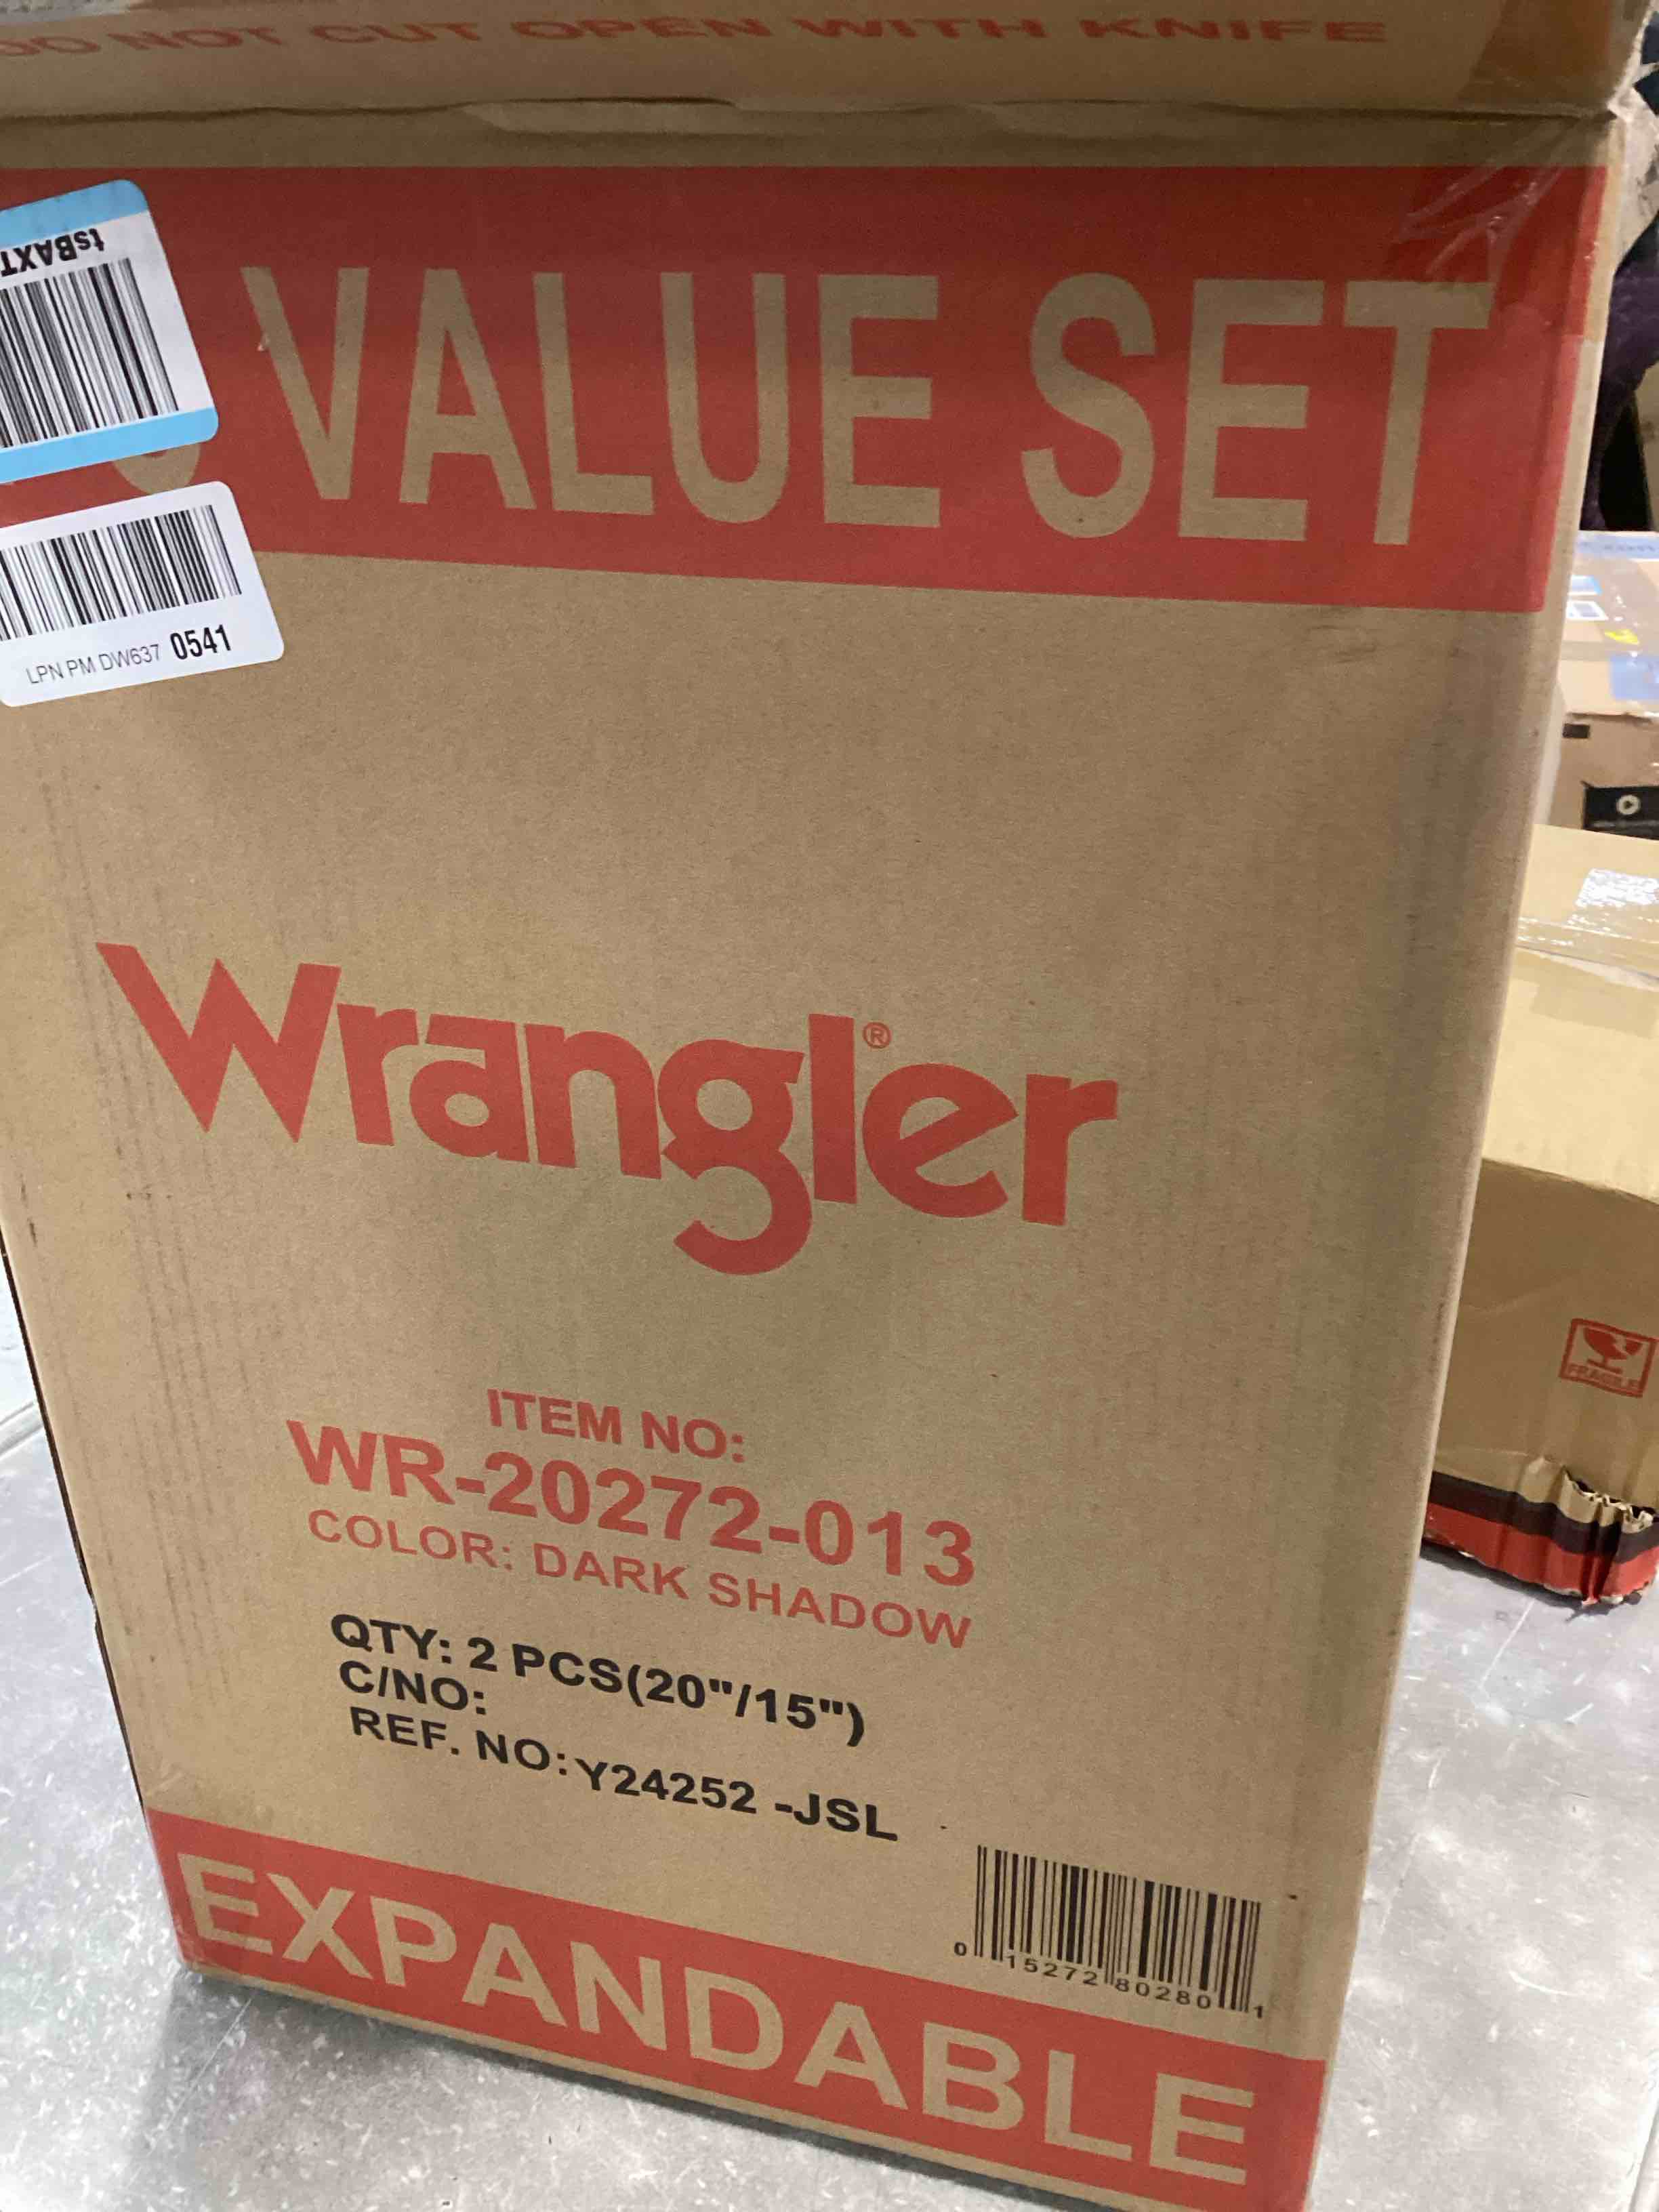 DO NOT CUT OPEN WITH KNIFE
tsBAXT
VALUE SET
LPN PM DW637 0541
Wrangler®
ITEM NO:
WR-20272-013
COLOR: DARK SHADOW
QTY: 2 PCS(20"/15")
C/NO:
REF. NO:Y24252 -JSL
0 15272 80280 1
EXPANDABLE
FRAGILE